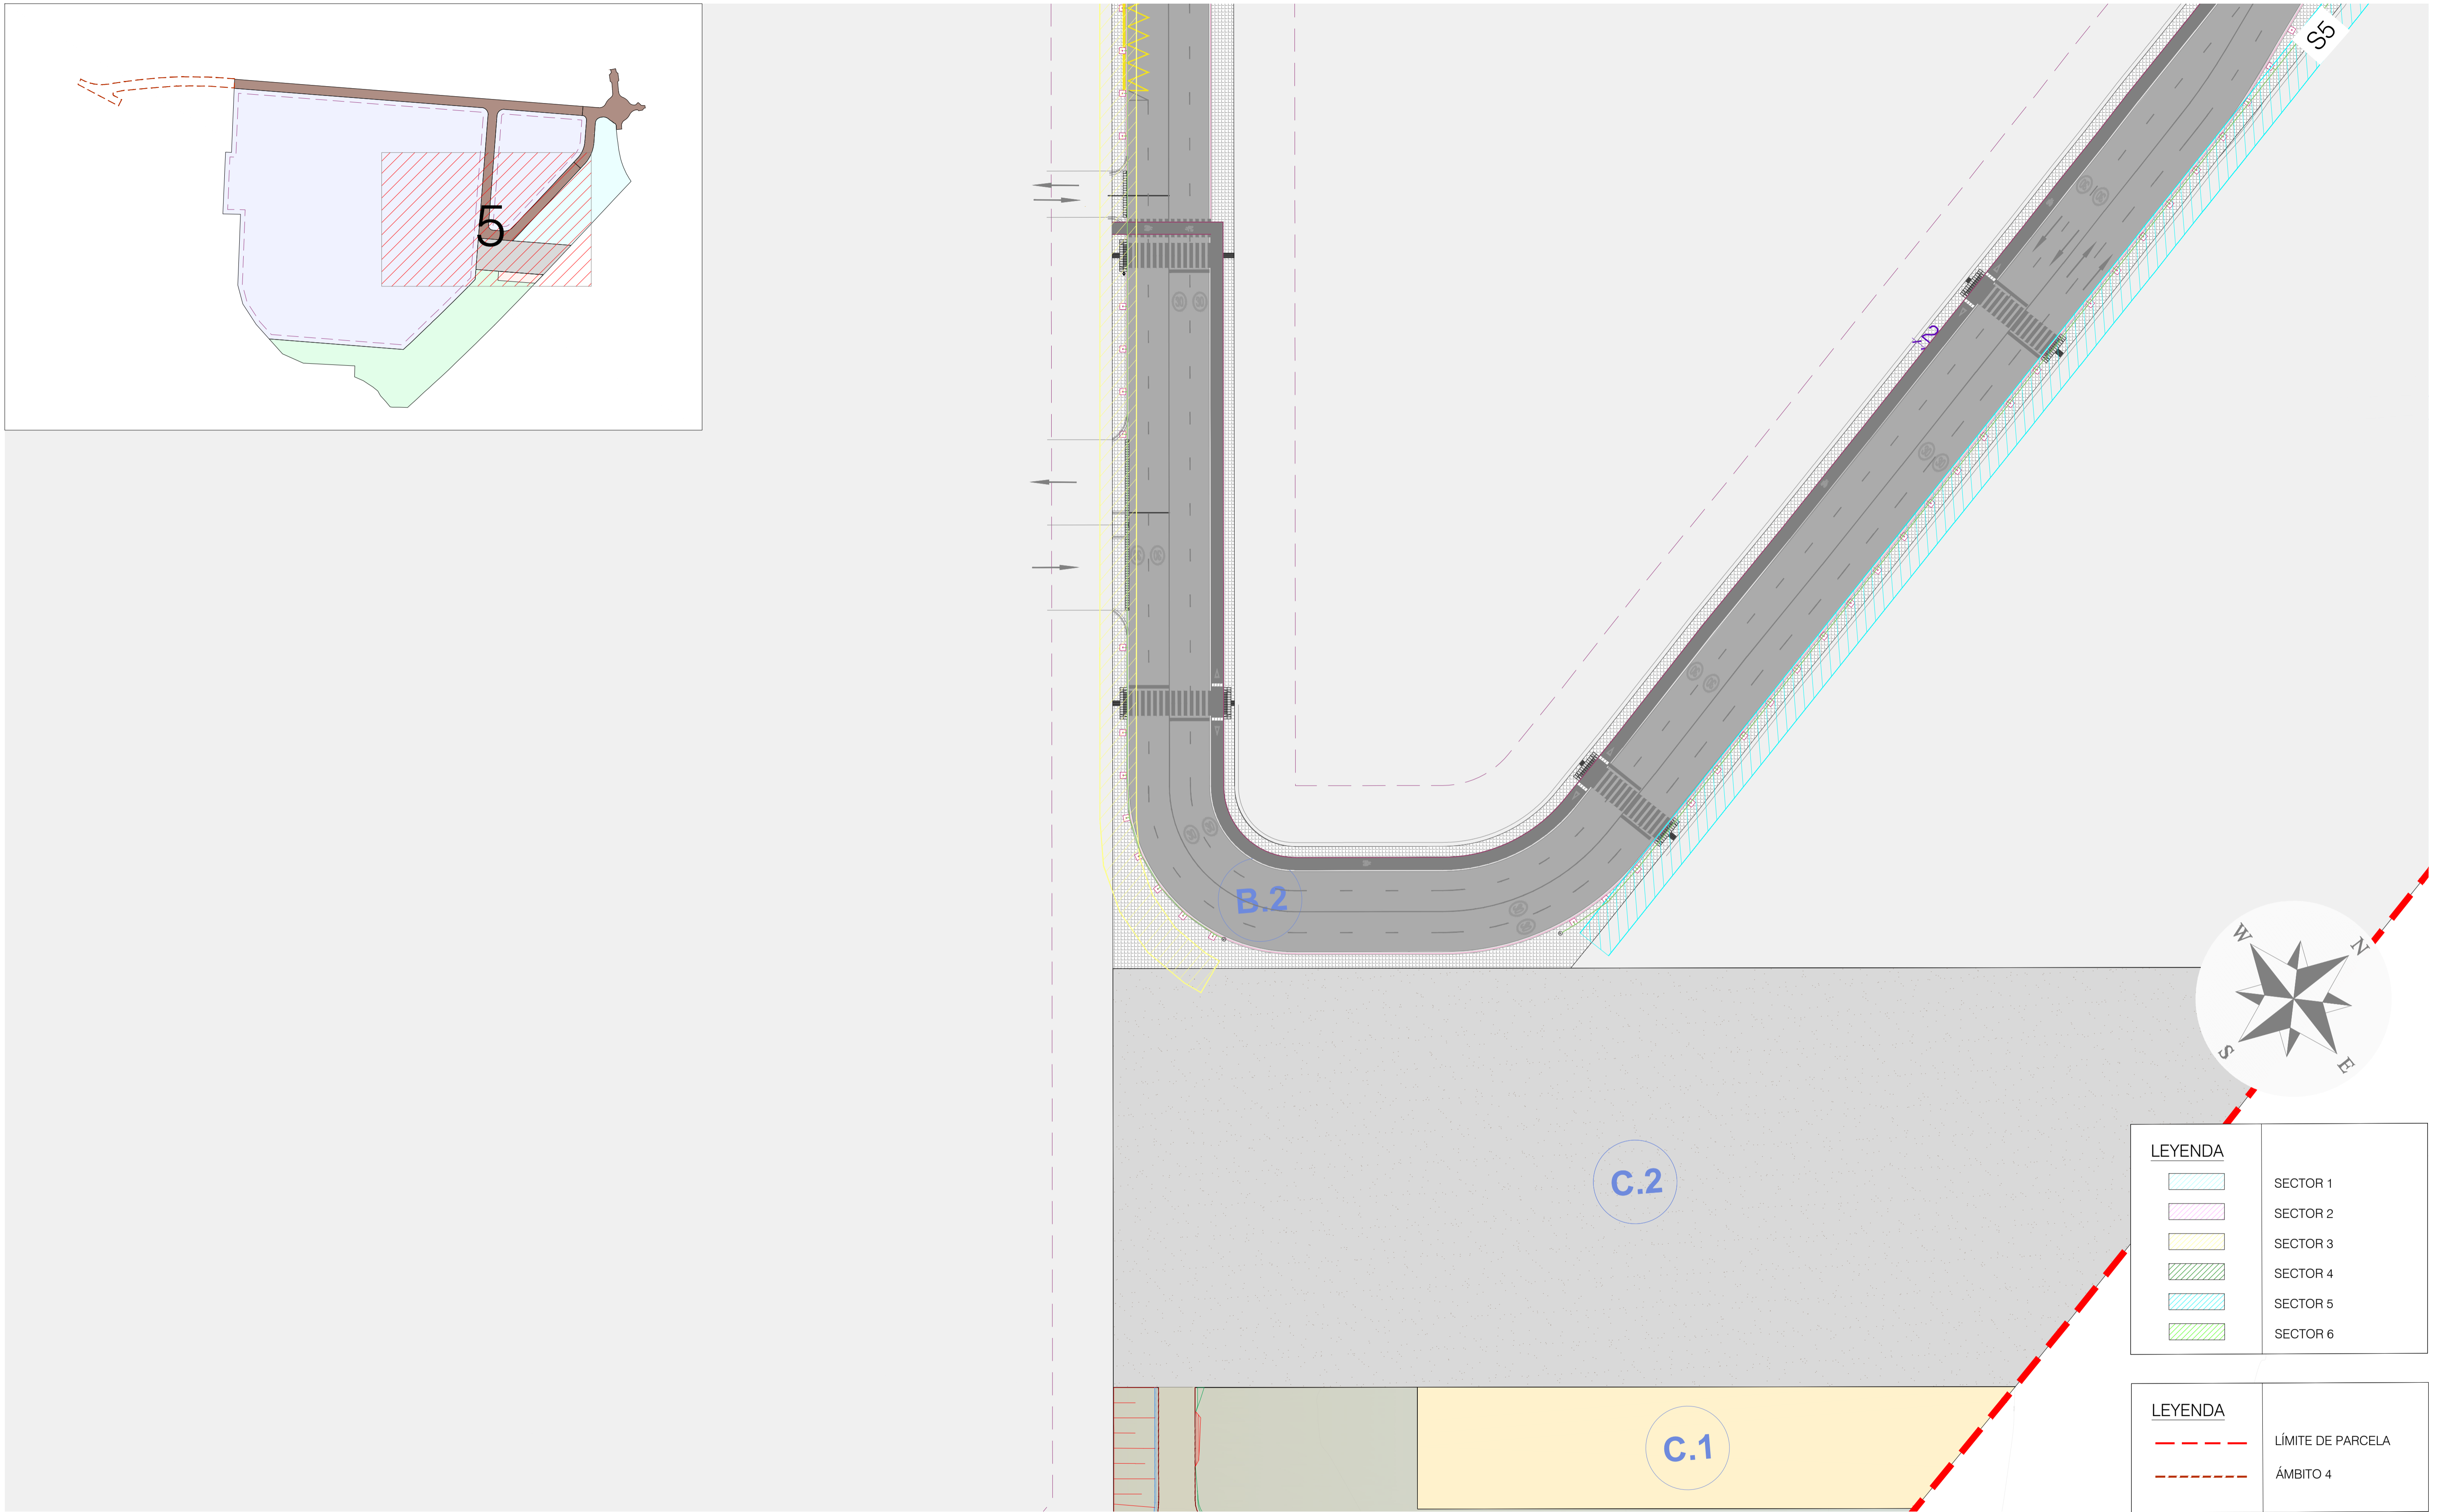 5
S5
B.2
C.2
C.1
W
N
S
E
LEYENDA
SECTOR 1
SECTOR 2
SECTOR 3
SECTOR 4
SECTOR 5
SECTOR 6
LEYENDA
LÍMITE DE PARCELA
ÁMBITO 4